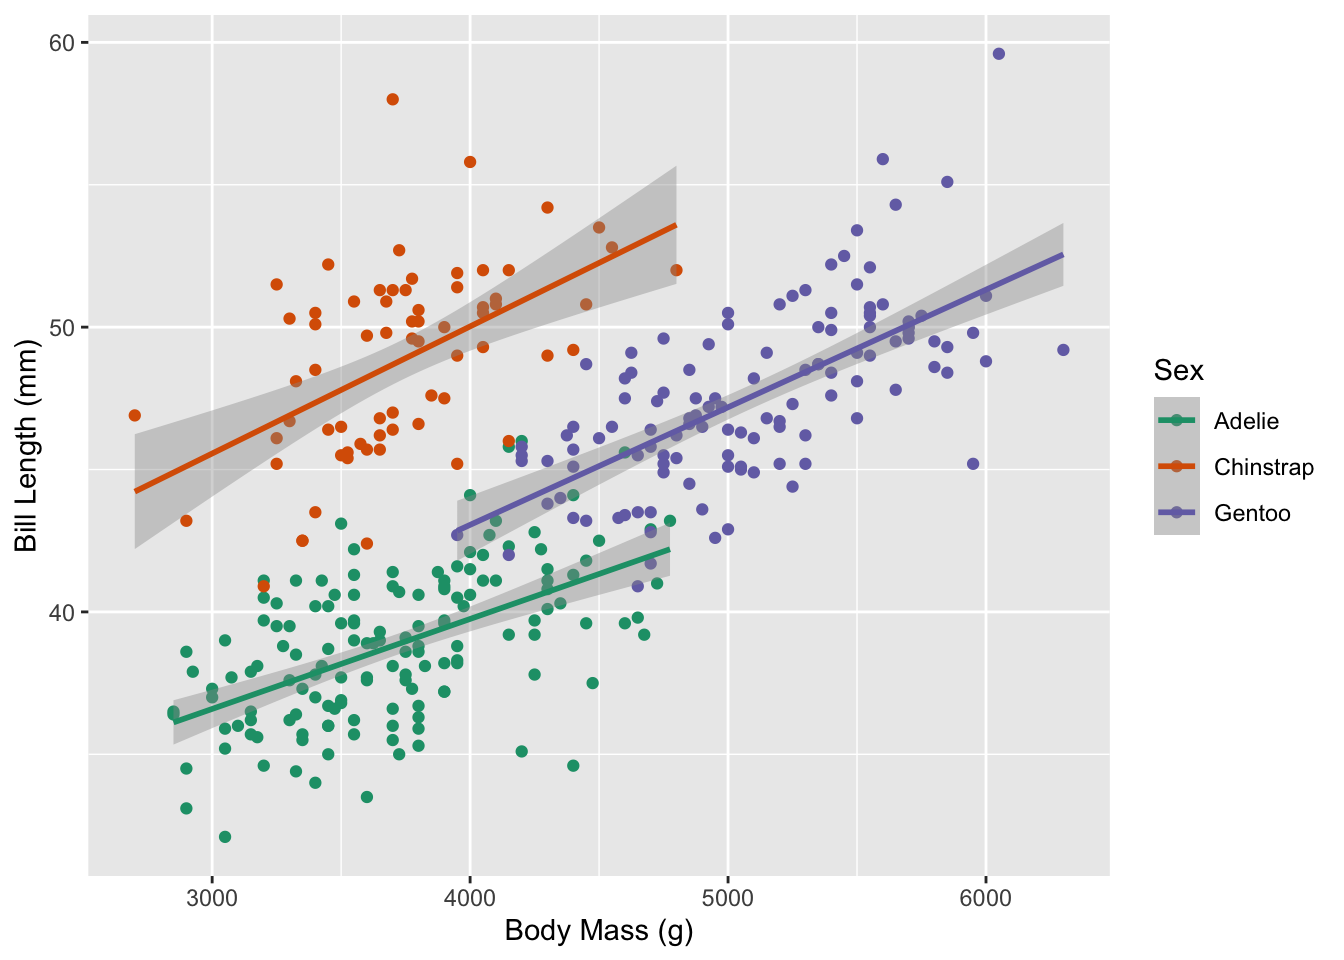 60
50
40
Bill Length (mm)
3000
4000
5000
6000
Body Mass (g)
Sex
Adelie
Chinstrap
Gentoo